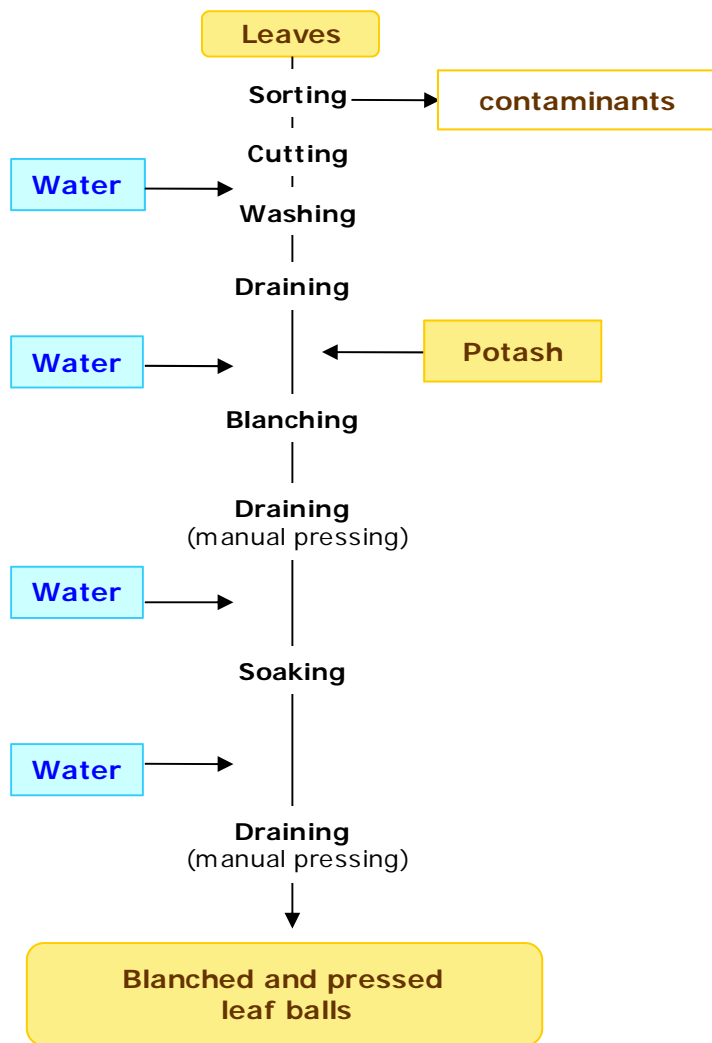 Leaves
Sorting
contaminants
Cutting
Water
Washing
Draining
Water
Potash
Blanching
Draining
(manual pressing)
Water
Soaking
Water
Draining
(manual pressing)
Blanched and pressed
leaf balls